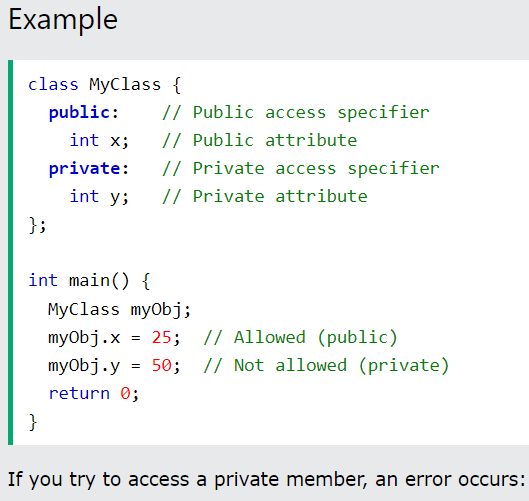 Example
class MyClass {
  public:    // Public access specifier
    int x;   // Public attribute
  private:   // Private access specifier
    int y;   // Private attribute
};
int main() {
  MyClass myObj;
  myObj.x = 25;  // Allowed (public)
  myObj.y = 50;  // Not allowed (private)
  return 0;
}
If you try to access a private member, an error occurs: